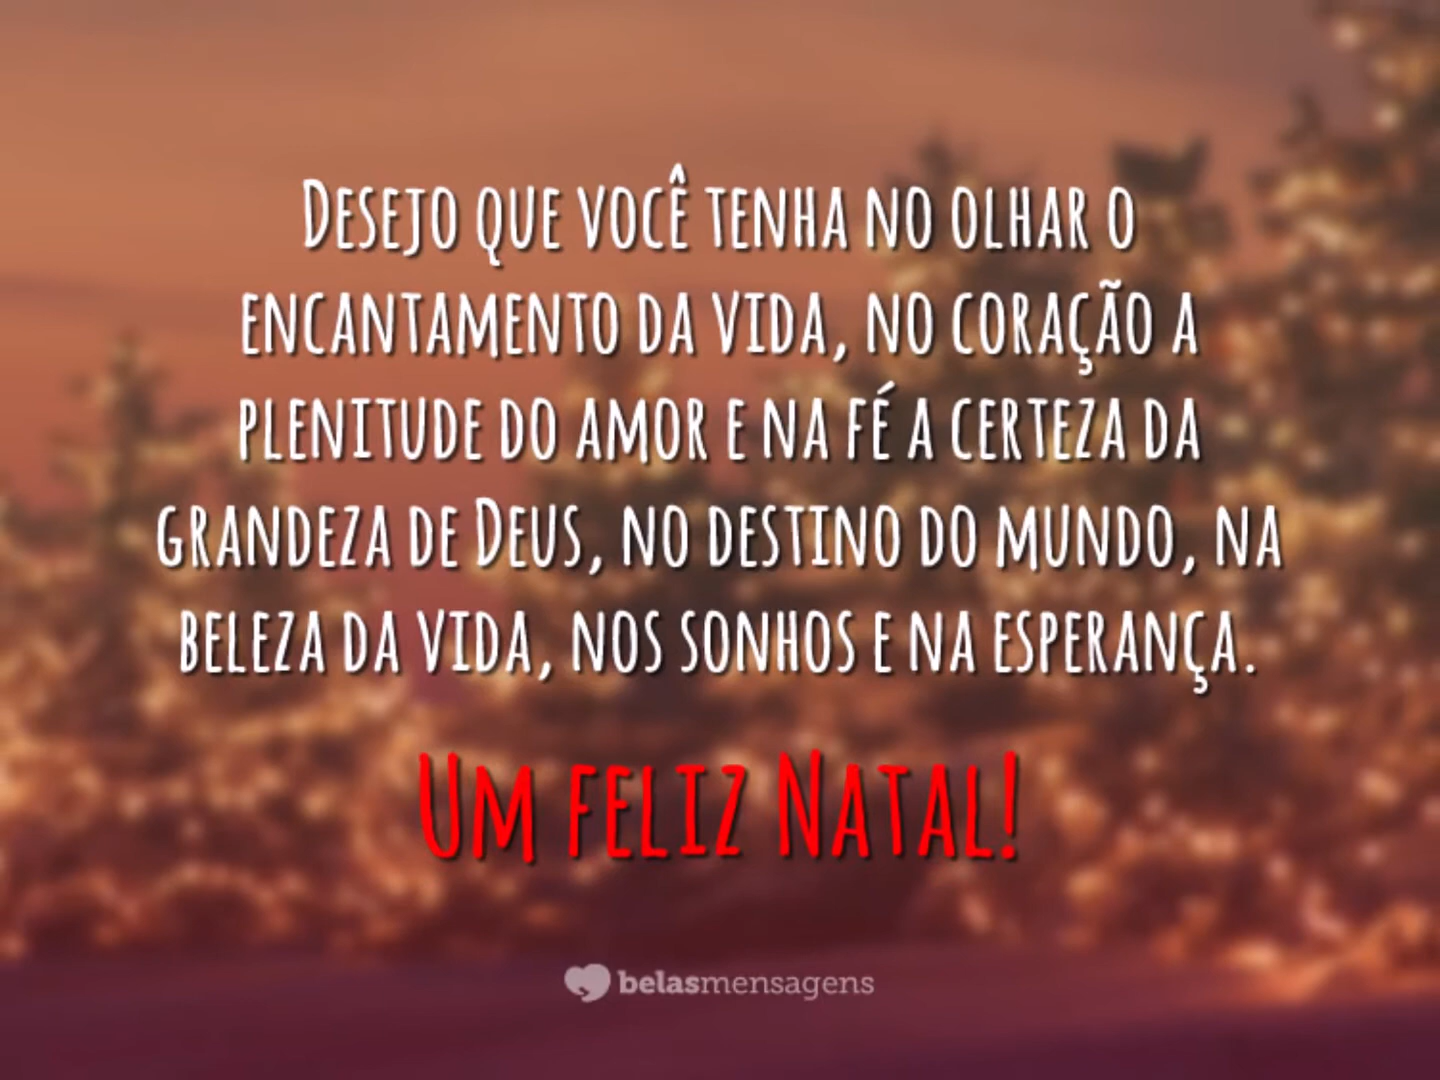 Desejo que você tenha no olhar o
encantamento da vida, no coração a
plenitude do amor e na fé a certeza da
grandeza de Deus, no destino do mundo, na
beleza da vida, nos sonhos e na esperança.
Um feliz Natal!
belasmensagens